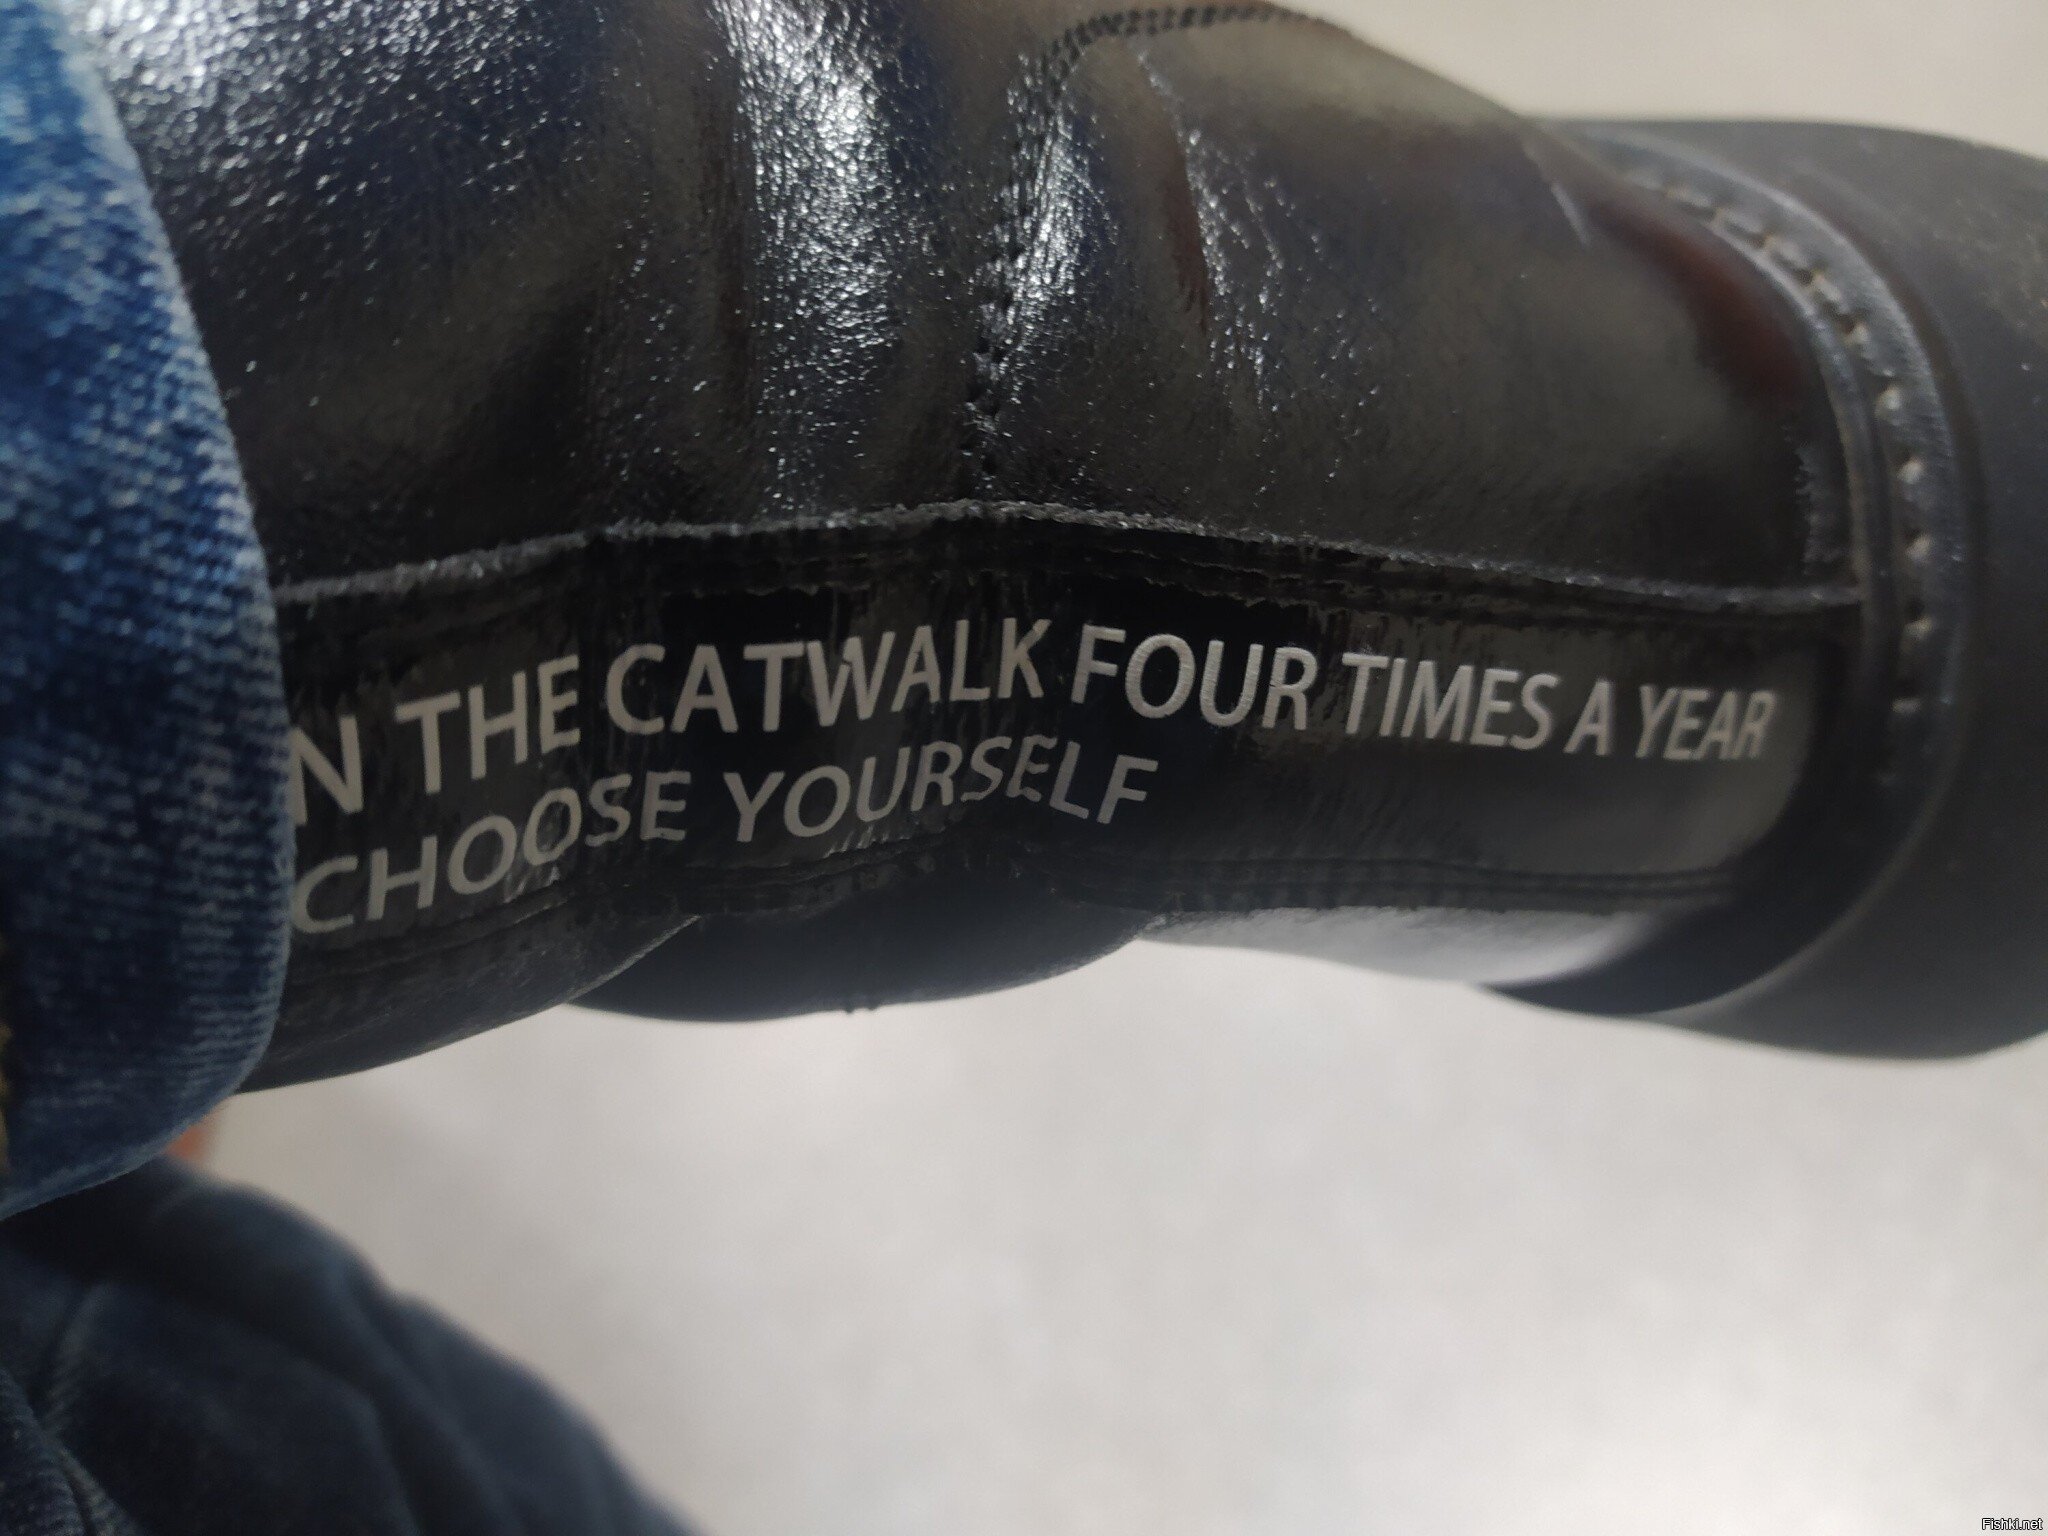 N THE CATWALK FOUR TIMES A YEAR
CHOOSE YOURSELF
Fishki.net